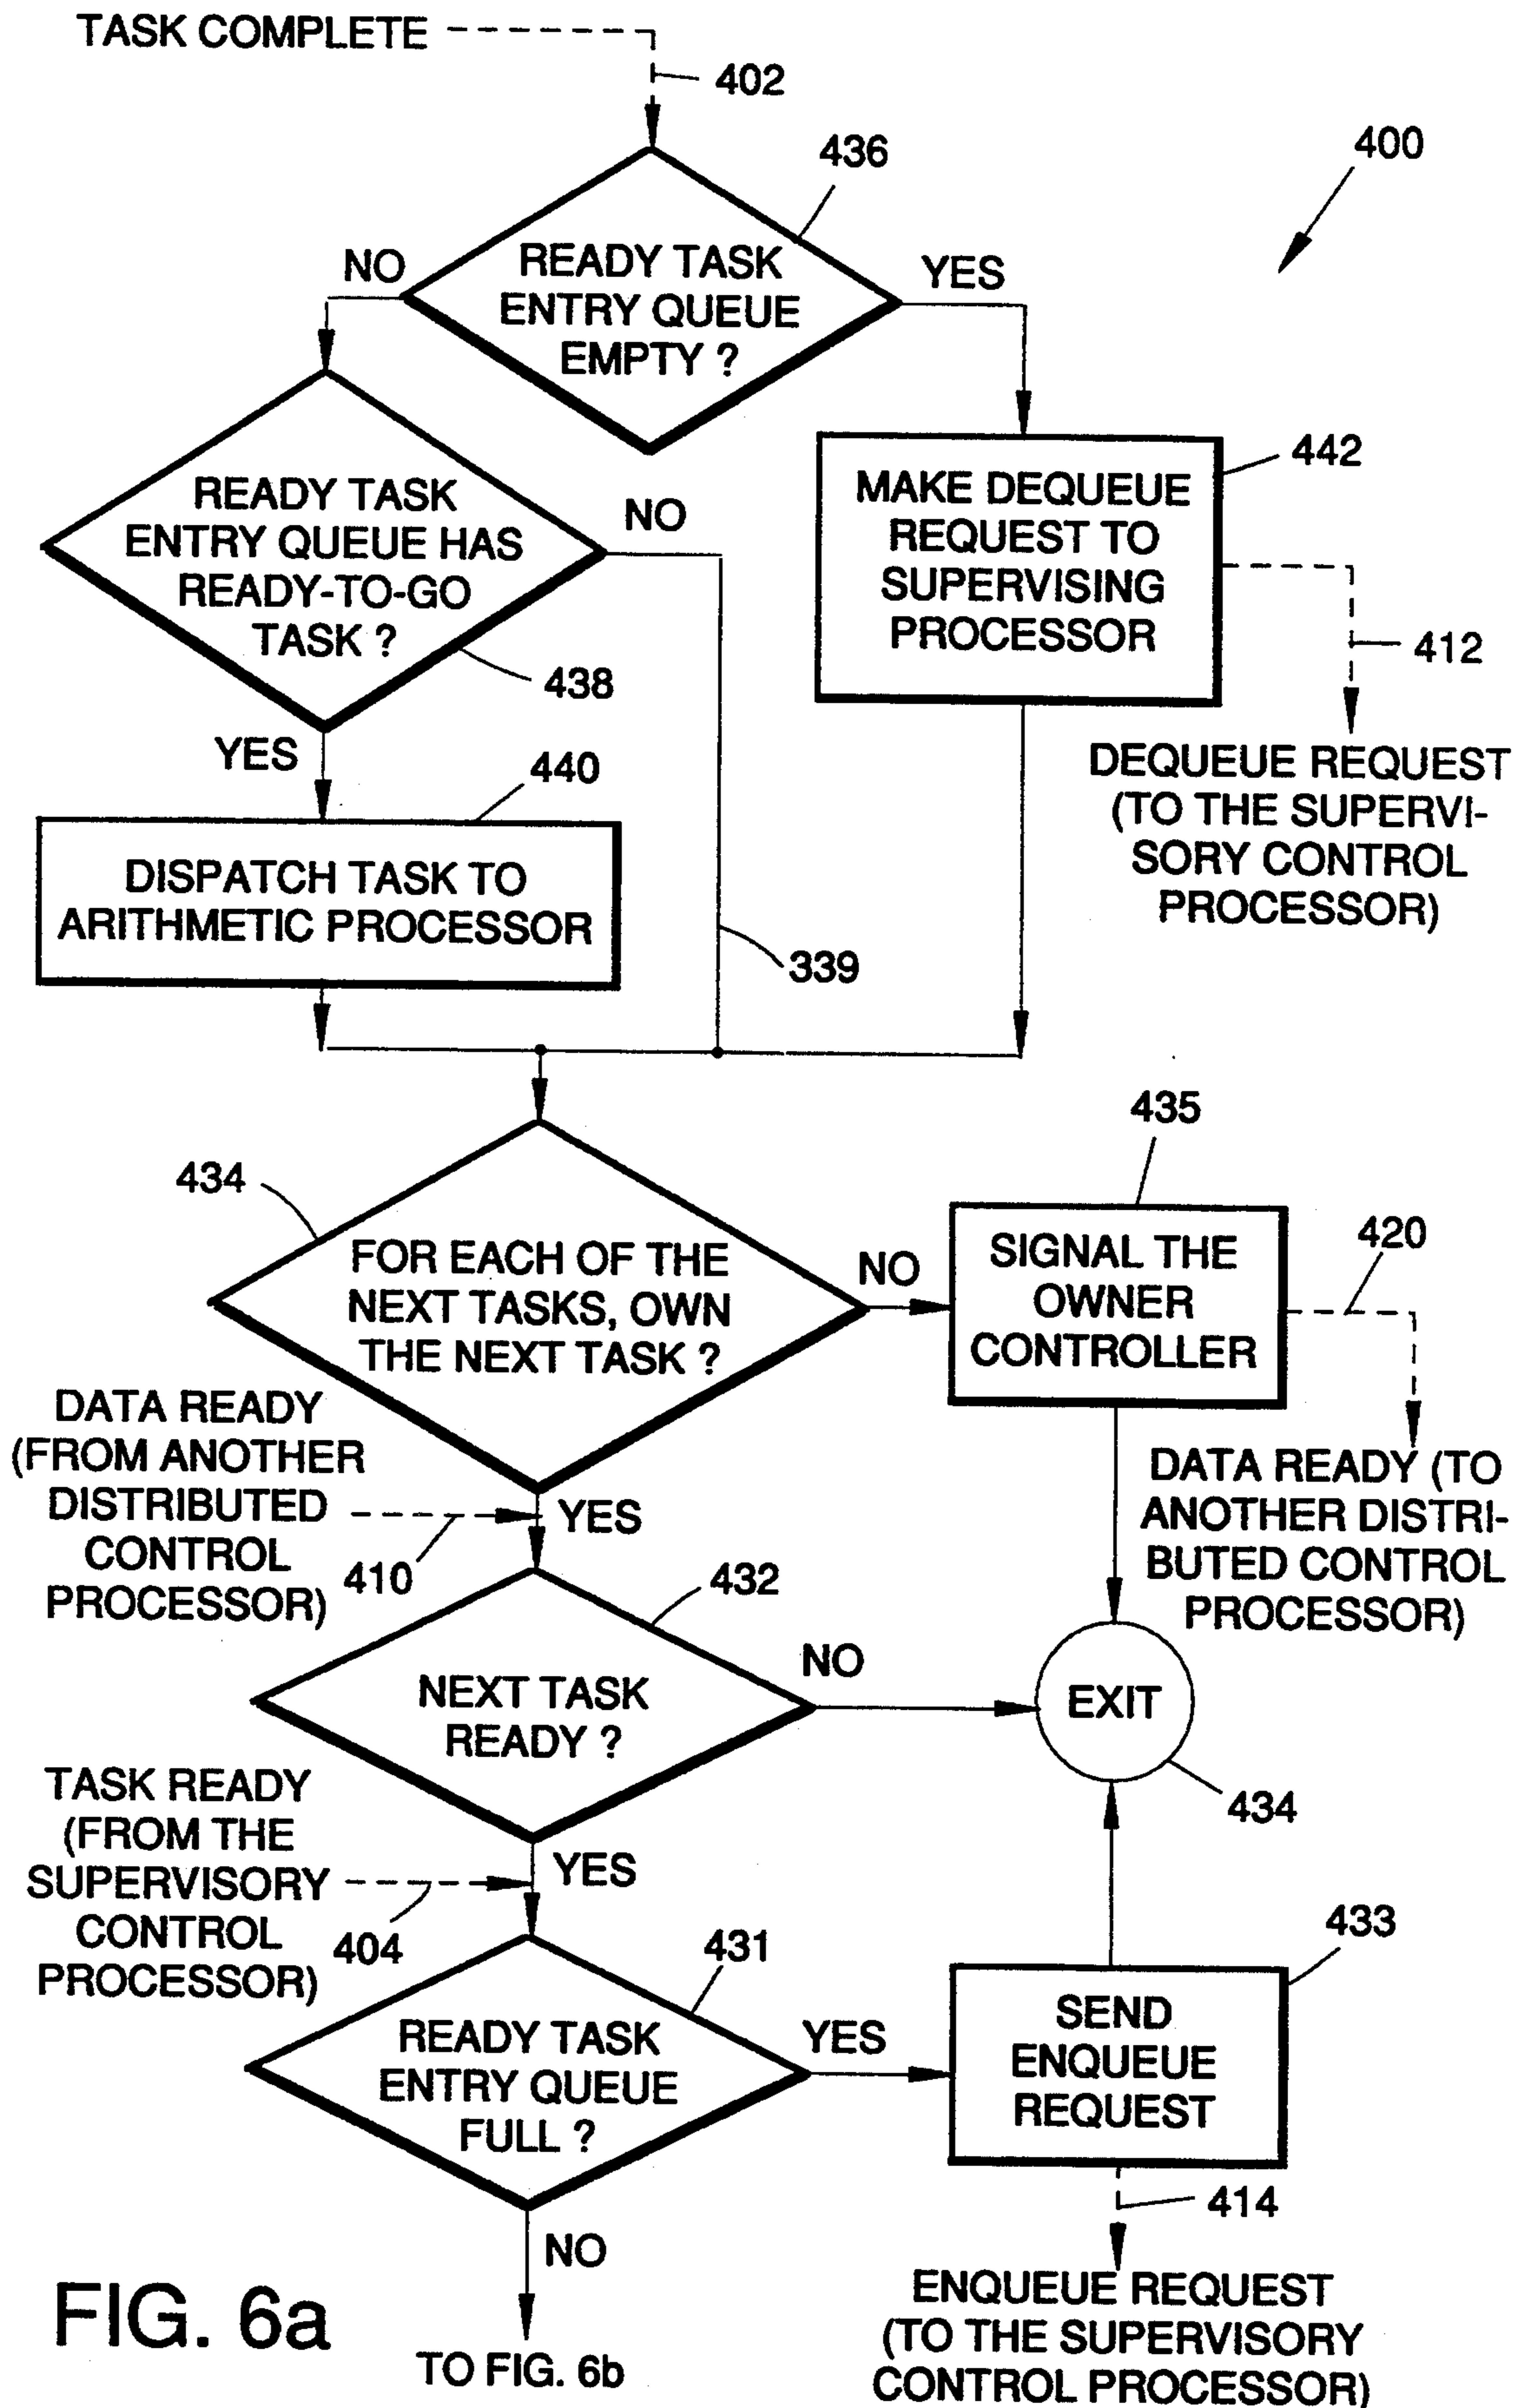 TASK COMPLETE
402
436
400
NO
READY TASK
ENTRY QUEUE
EMPTY ?
YES
READY TASK
ENTRY QUEUE HAS
READY-TO-GO
TASK ?
NO
438
442
MAKE DEQUEUE
REQUEST TO
SUPERVISING
PROCESSOR
412
YES
440
DEQUEUE REQUEST
(TO THE SUPERVI-
SORY CONTROL
PROCESSOR)
DISPATCH TASK TO
ARITHMETIC PROCESSOR
339
434
FOR EACH OF THE
NEXT TASKS, OWN
THE NEXT TASK ?
NO
435
SIGNAL THE
OWNER
CONTROLLER
420
DATA READY
(FROM ANOTHER
DISTRIBUTED
CONTROL
PROCESSOR)
410
YES
DATA READY (TO
ANOTHER DISTRI-
BUTED CONTROL
PROCESSOR)
432
NEXT TASK
READY ?
NO
EXIT
434
TASK READY
(FROM THE
SUPERVISORY
CONTROL
PROCESSOR)
404
YES
431
READY TASK
ENTRY QUEUE
FULL ?
YES
433
SEND
ENQUEUE
REQUEST
414
NO
ENQUEUE REQUEST
(TO THE SUPERVISORY
CONTROL PROCESSOR)
TO FIG. 6b
FIG. 6a